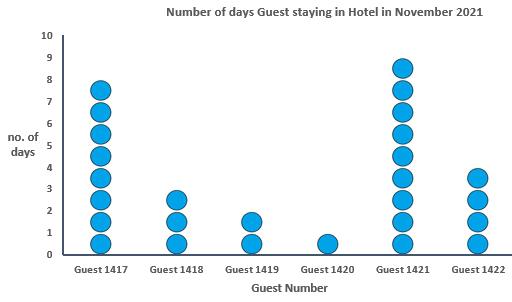 Number of days Guest staying in Hotel in November 2021
10
9
8
7
6
5
4
3
2
1
0
no. of
days
Guest 1417 Guest 1418 Guest 1419 Guest 1420 Guest 1421 Guest 1422
Guest Number